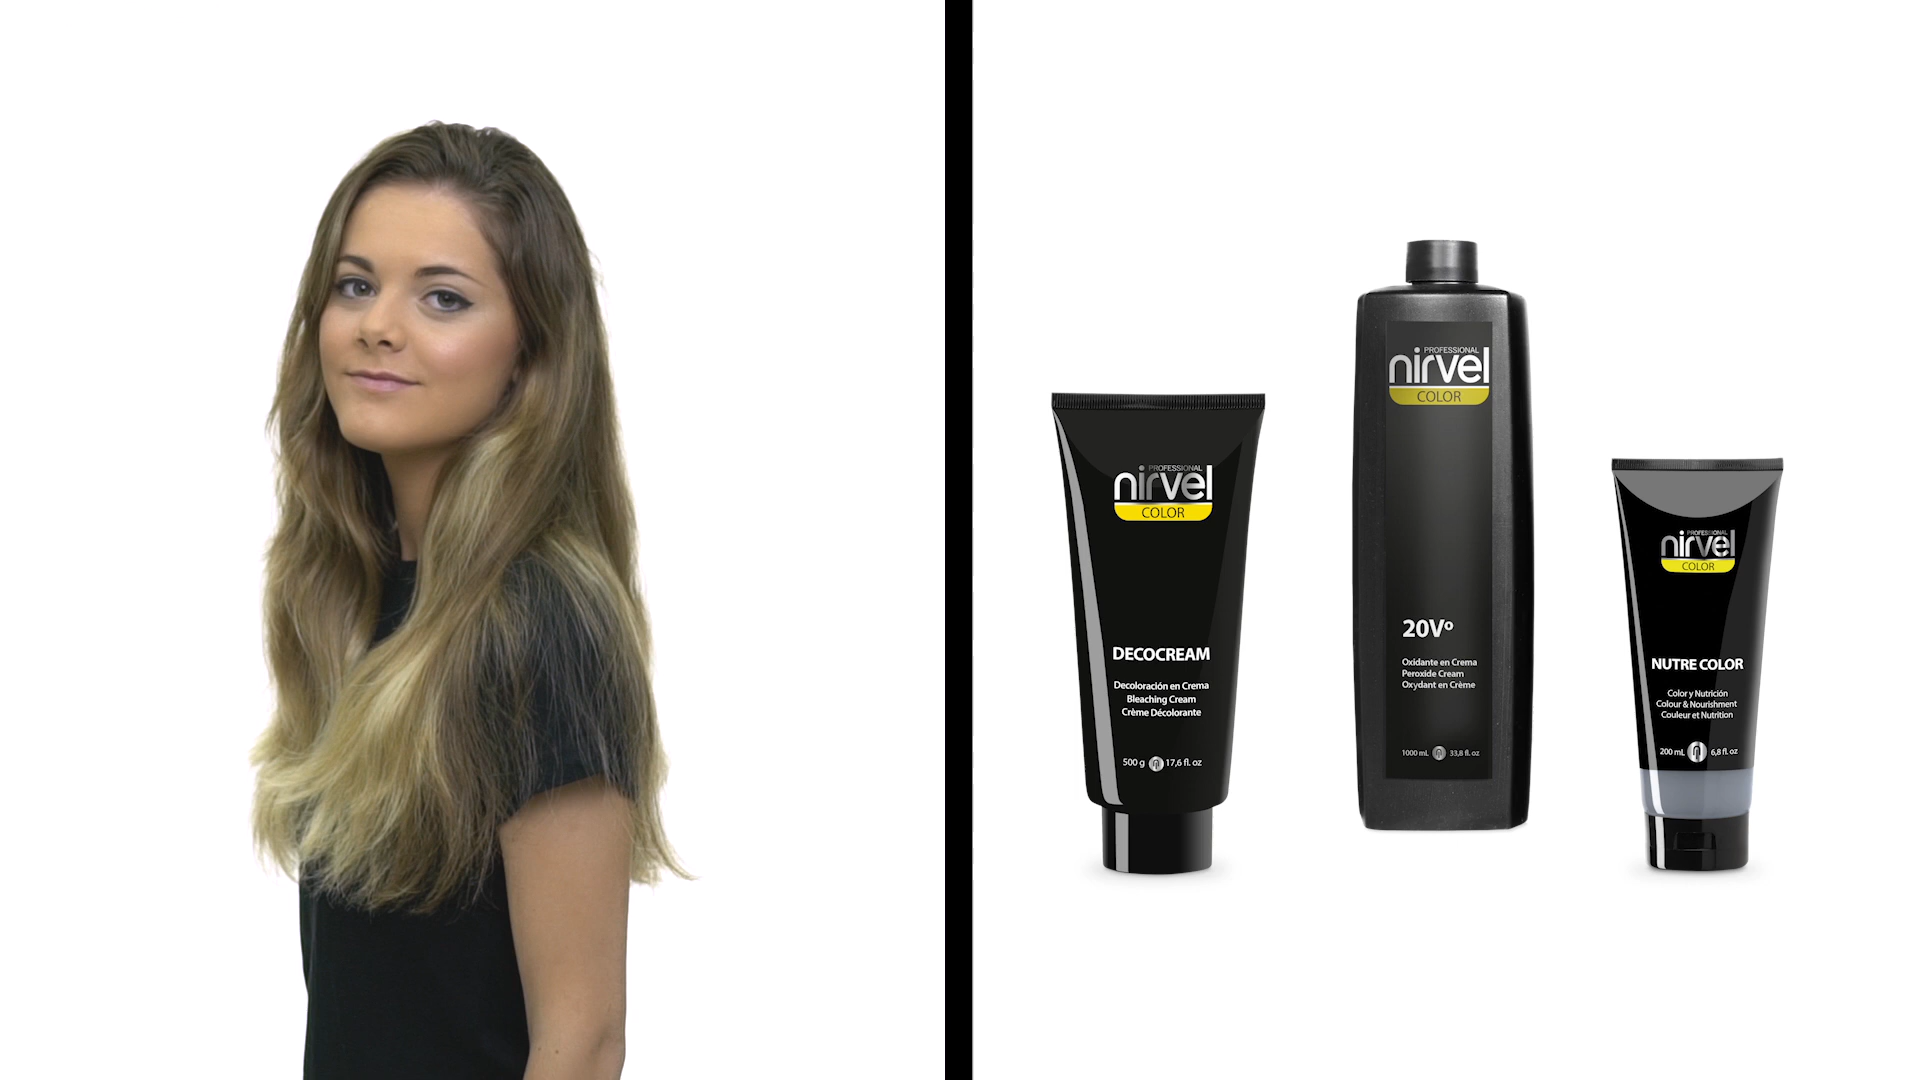 PROFESSIONAL
nirvel
COLOR
DECOCREAM
Decoloración en Crema
Bleaching Cream
Crème Décolorante
500 g 17,6 fl. oz
PROFESSIONAL
nirvel
COLOR
20Vº
Oxidante en Crema
Peroxide Cream
Oxydant en Crème
1000 mL 33,8 fl. oz
PROFESSIONAL
nirvel
COLOR
NUTRE COLOR
Color y Nutrición
Colour & Nourishment
Couleur et Nutrition
200 mL 6,8 fl. oz